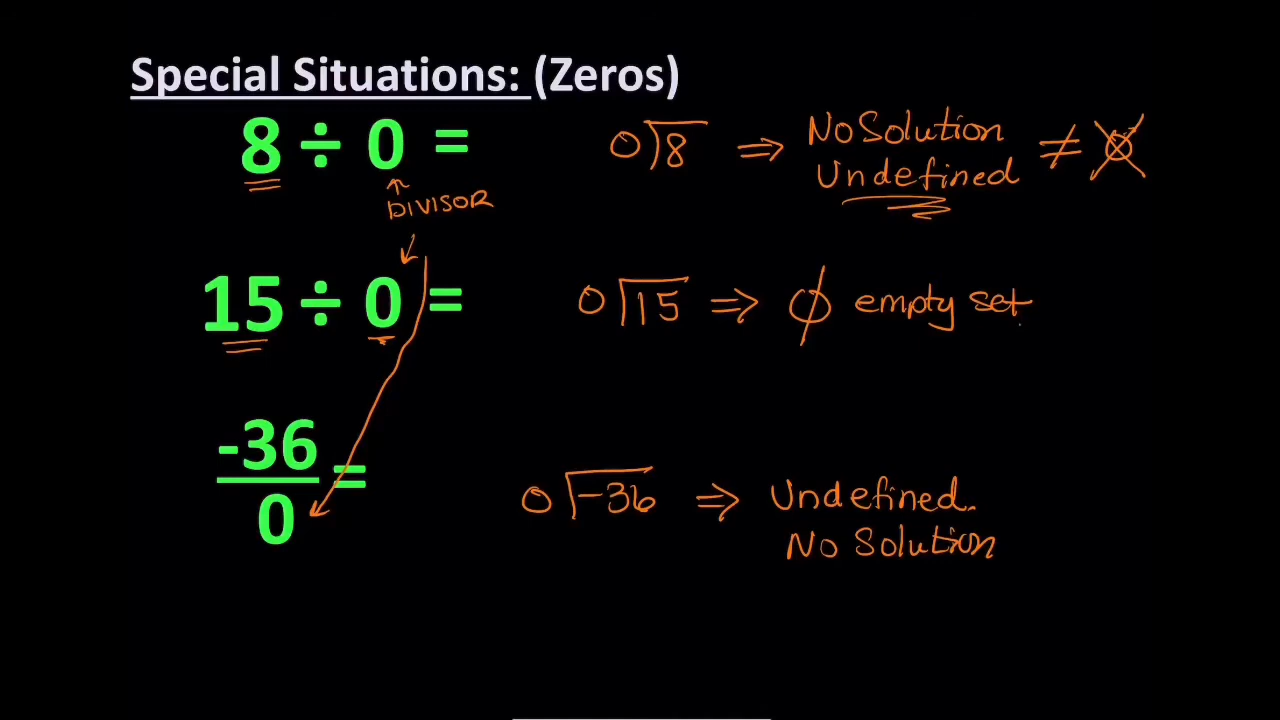 Special Situations: (Zeros)
8 ÷ 0 =
0⟌8 ⇒ No Solution
Undefined ≠ 0
DIVISOR
15 ÷ 0 =
0⟌15 ⇒ ∅ empty set
-36
0
=
0⟌-36 ⇒ Undefined.
No Solution